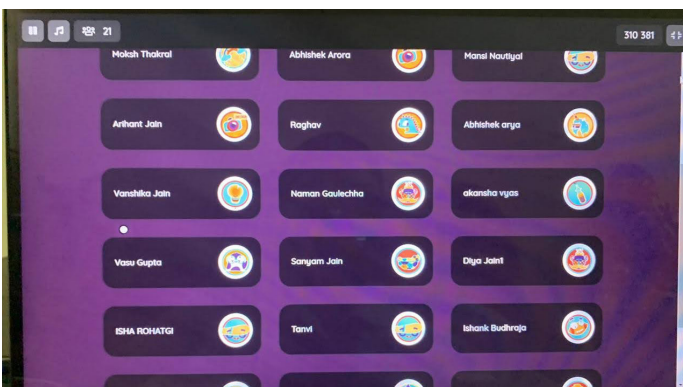 21
310 381
Moksh Thakral
Abhishek Arora
Mansi Nautiyal
Arihant Jain
Raghav
Abhishek arya
Vanshika Jain
Naman Gaulechha
akansha vyas
Vasu Gupta
Sanyam Jain
Diya Jain1
ISHA ROHATGI
Tanvi
Ishank Budhraja